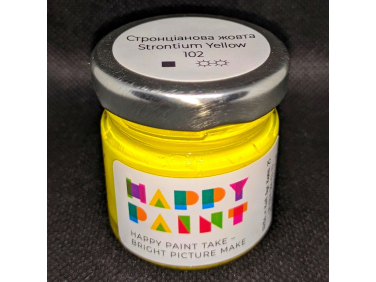 Стронціанова жовта
Strontium Yellow
102
HAPPY
PAINT
HAPPY PAINT TAKE –
BRIGHT PICTURE MAKE